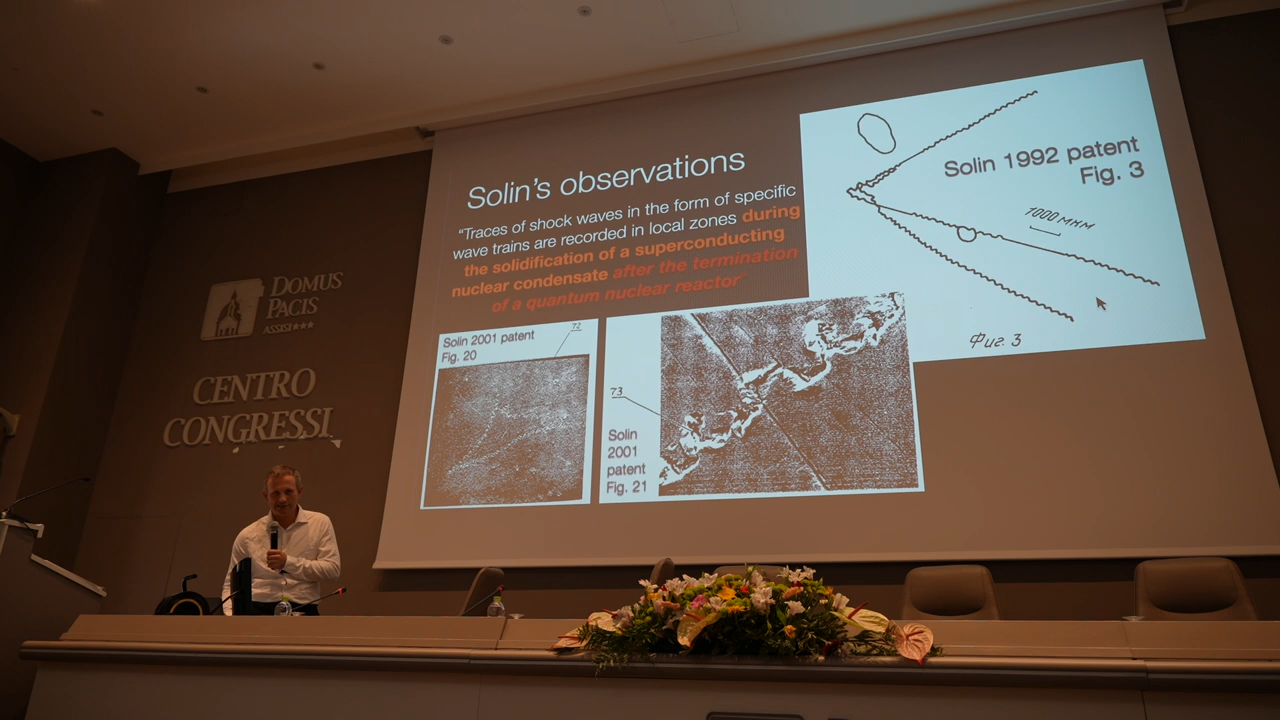 DOMUS
PACIS
ASSISI★★★
CENTRO
CONGRESSI
Solin's observations
"Traces of shock waves in the form of specific
wave trains are recorded in local zones during
the solidification of a superconducting
nuclear condensate after the termination
of a quantum nuclear reactor"
Solin 1992 patent
Fig. 3
1000 мкм
Фиг. 3
Solin 2001 patent
Fig. 20
72
73
Solin
2001
patent
Fig. 21